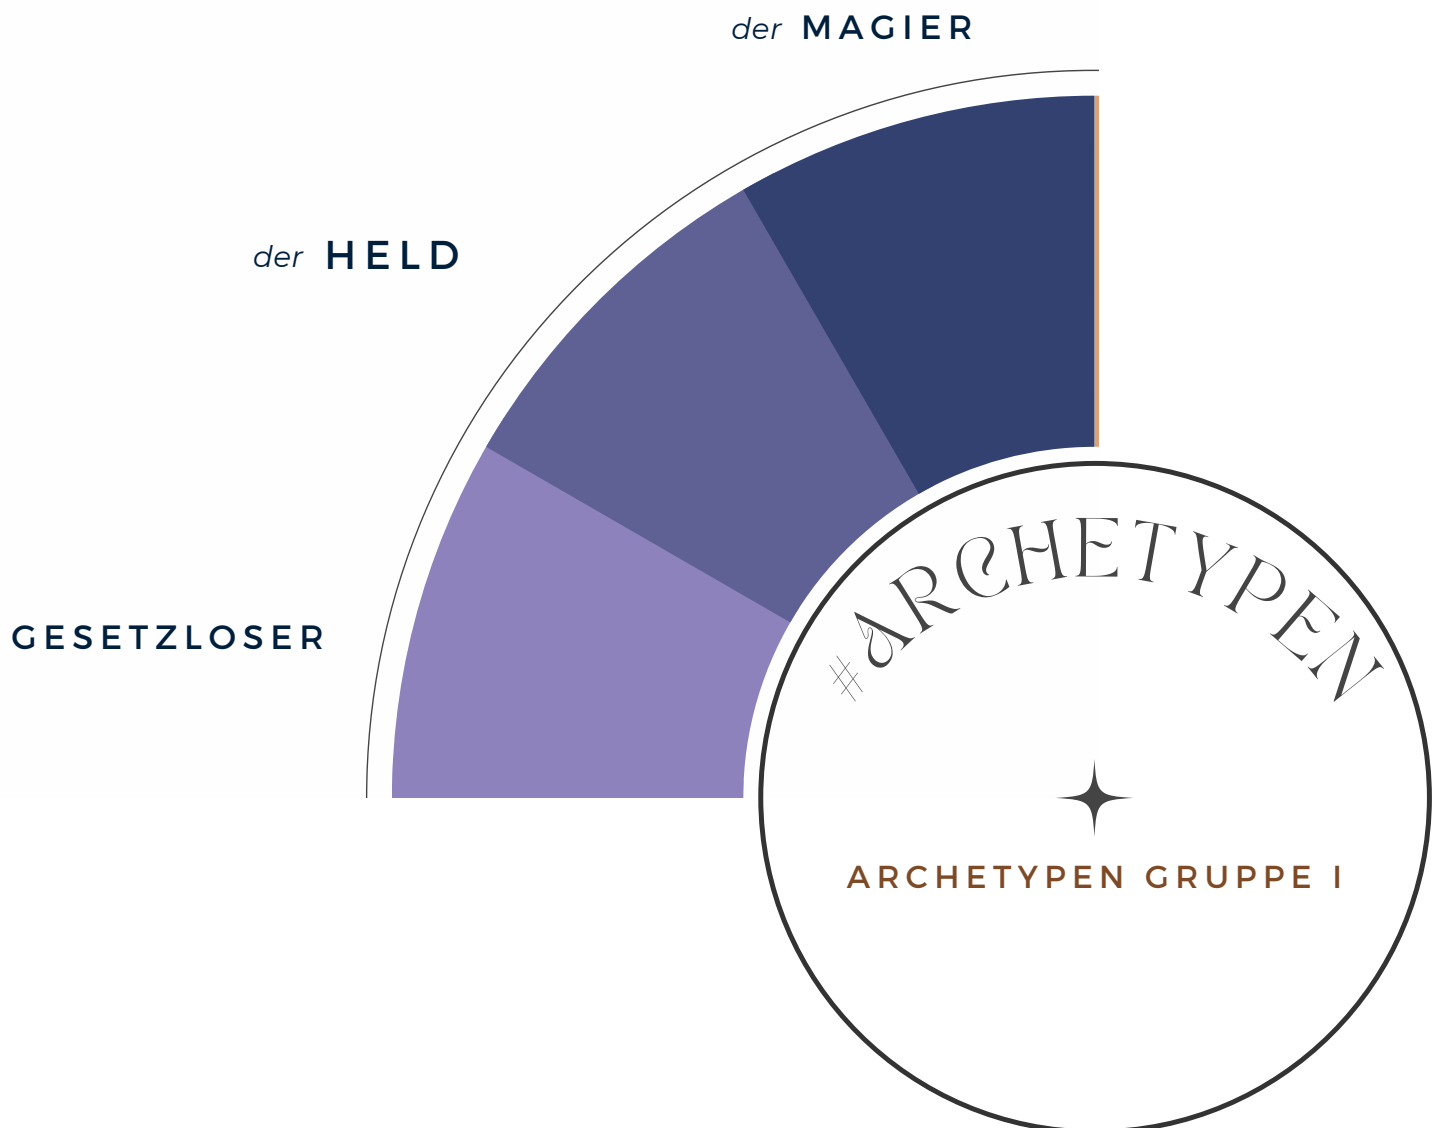 der MAGIER
der HELD
GESETZLOSER
#ARCHETYPEN
ARCHETYPEN GRUPPE I